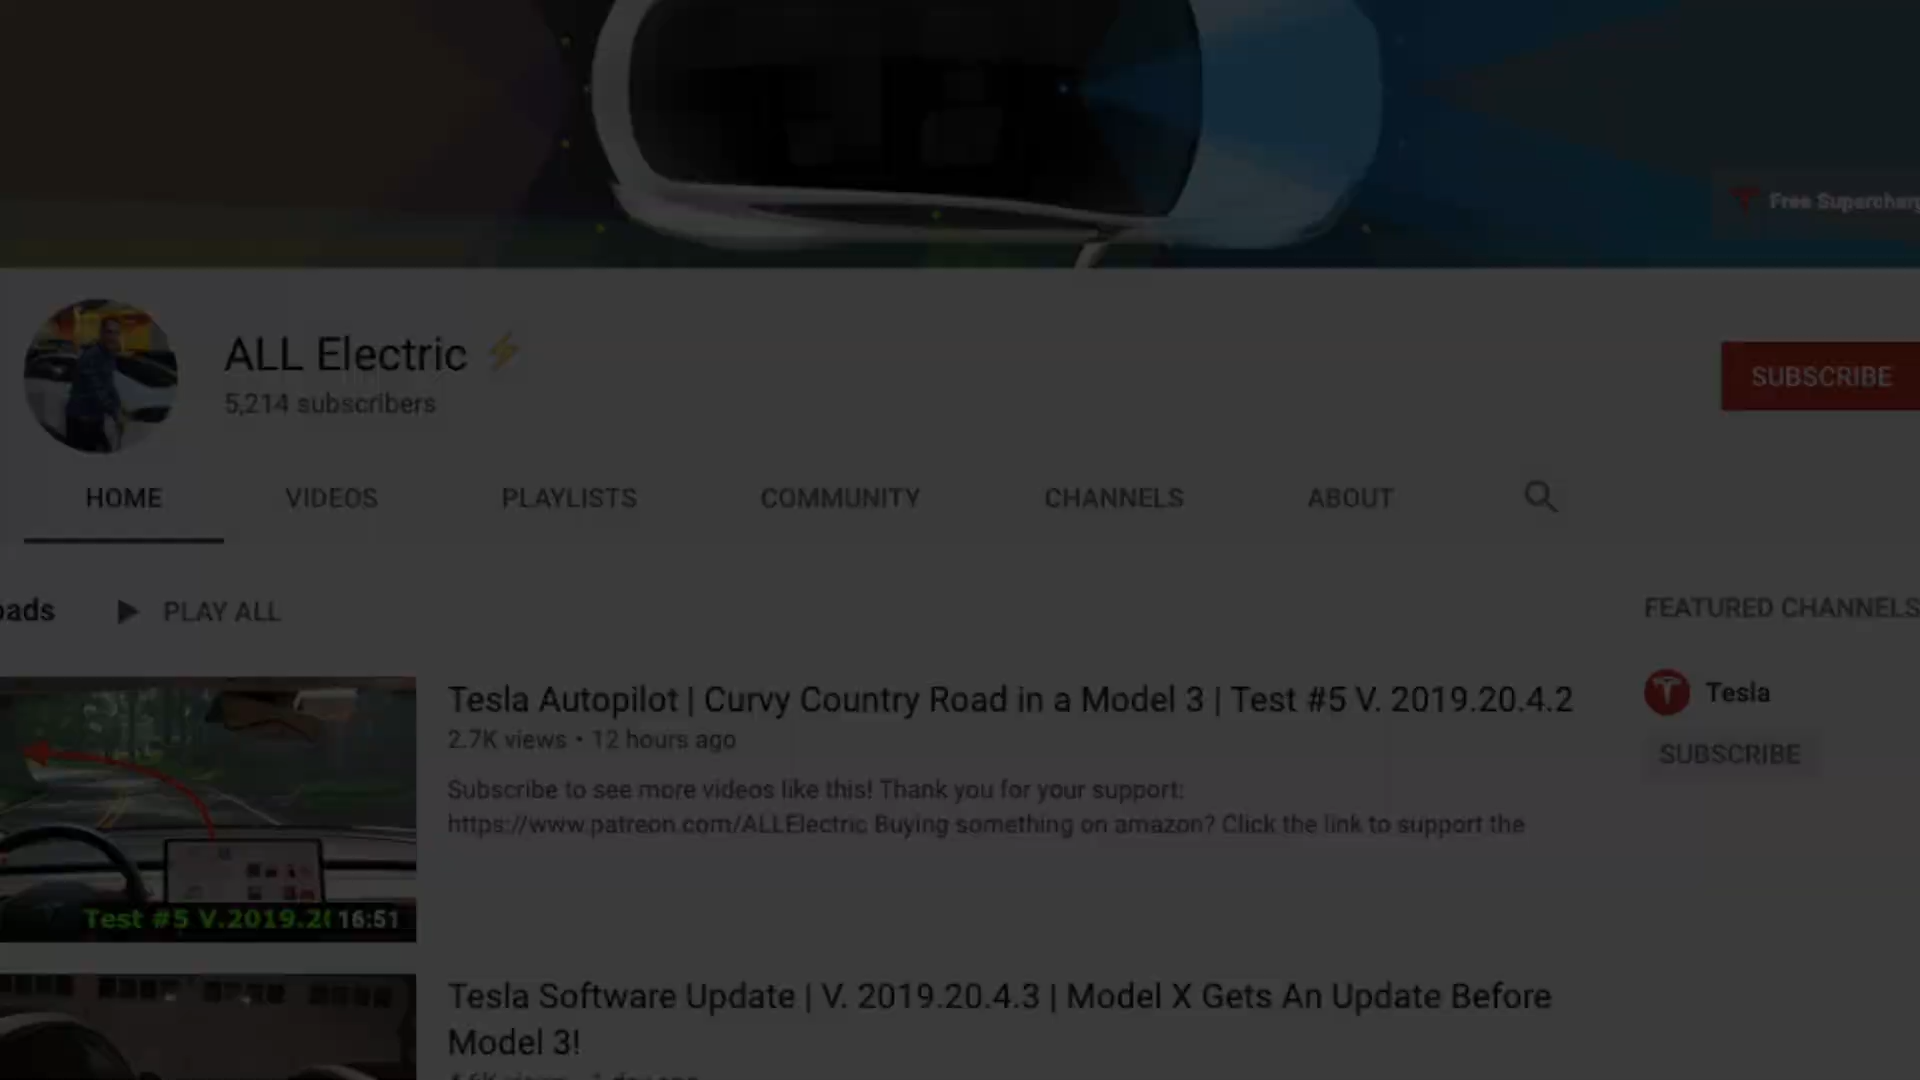 Free Supercharg
ALL Electric ⚡
5,214 subscribers
SUBSCRIBE
HOME VIDEOS PLAYLISTS COMMUNITY CHANNELS ABOUT
oads PLAY ALL
FEATURED CHANNELS
Tesla Autopilot | Curvy Country Road in a Model 3 | Test #5 V. 2019.20.4.2
2.7K views • 12 hours ago
Subscribe to see more videos like this! Thank you for your support:
https://www.patreon.com/ALLElectric Buying something on amazon? Click the link to support the
Test #5 V.2019.2
16:51
Tesla
SUBSCRIBE
Tesla Software Update | V. 2019.20.4.3 | Model X Gets An Update Before
Model 3!